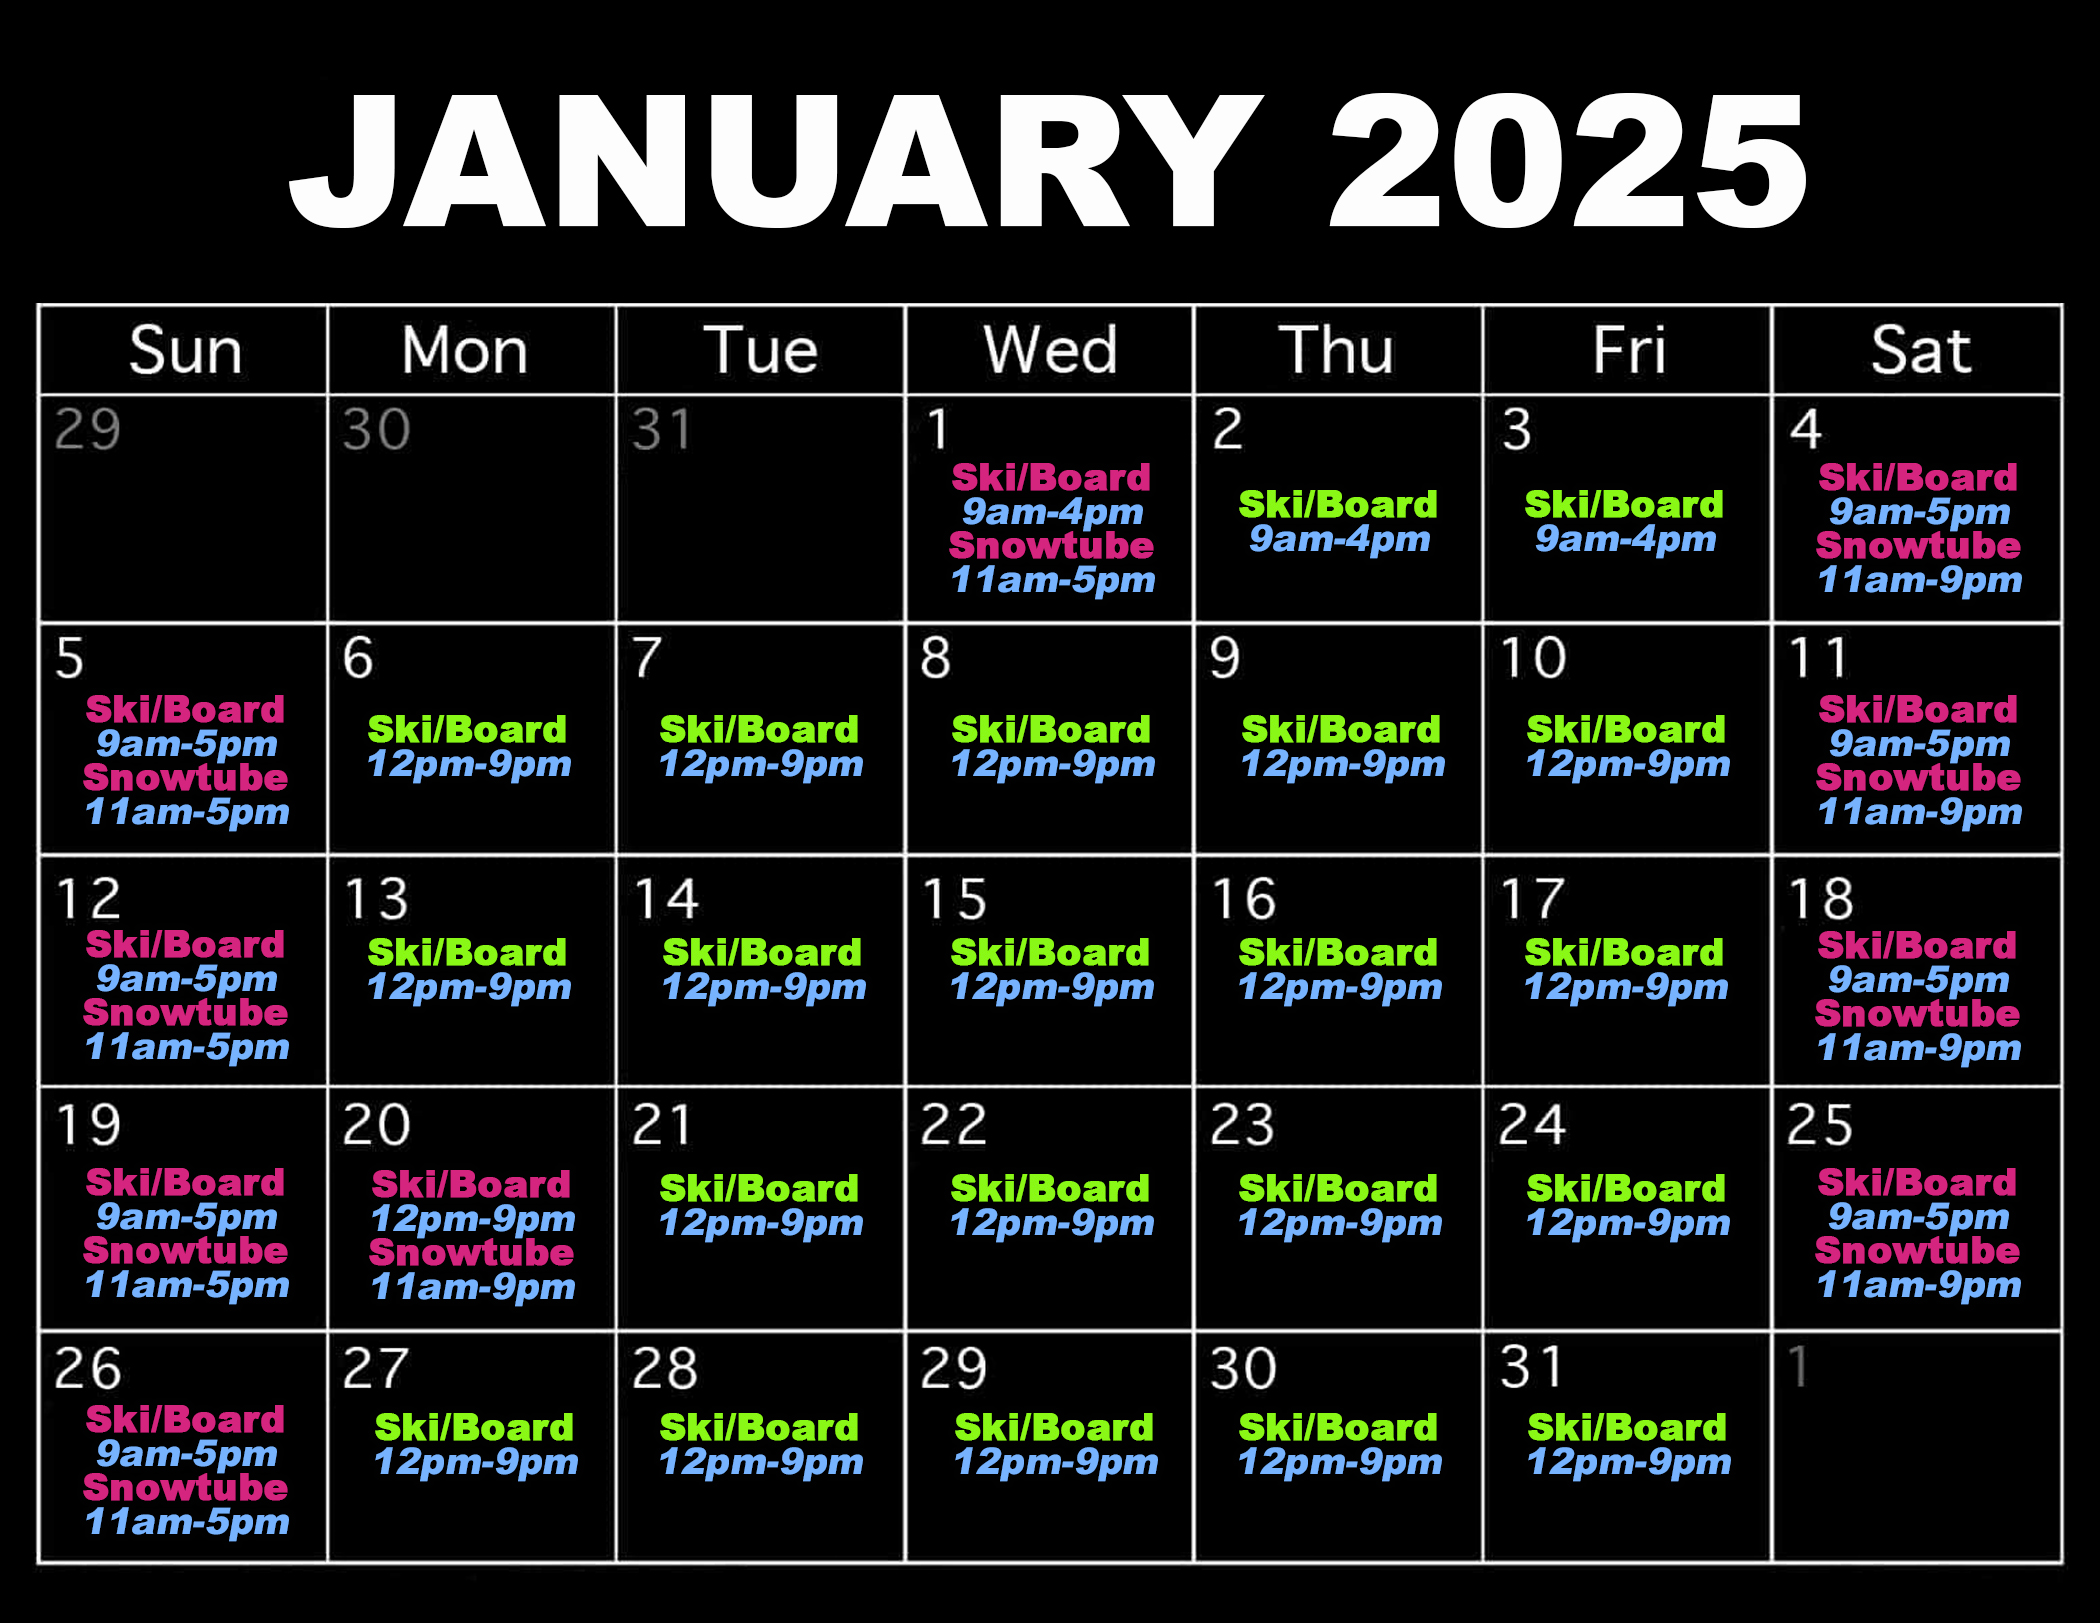 JANUARY 2025
Sun Mon Tue Wed Thu Fri Sat
29
30
31
1
Ski/Board
9am-4pm
Snowtube
11am-5pm
2
Ski/Board
9am-4pm
3
Ski/Board
9am-4pm
4
Ski/Board
9am-5pm
Snowtube
11am-9pm
5
Ski/Board
9am-5pm
Snowtube
11am-5pm
6
Ski/Board
12pm-9pm
7
Ski/Board
12pm-9pm
8
Ski/Board
12pm-9pm
9
Ski/Board
12pm-9pm
10
Ski/Board
12pm-9pm
11
Ski/Board
9am-5pm
Snowtube
11am-9pm
12
Ski/Board
9am-5pm
Snowtube
11am-5pm
13
Ski/Board
12pm-9pm
14
Ski/Board
12pm-9pm
15
Ski/Board
12pm-9pm
16
Ski/Board
12pm-9pm
17
Ski/Board
12pm-9pm
18
Ski/Board
9am-5pm
Snowtube
11am-9pm
19
Ski/Board
9am-5pm
Snowtube
11am-5pm
20
Ski/Board
12pm-9pm
Snowtube
11am-9pm
21
Ski/Board
12pm-9pm
22
Ski/Board
12pm-9pm
23
Ski/Board
12pm-9pm
24
Ski/Board
12pm-9pm
25
Ski/Board
9am-5pm
Snowtube
11am-9pm
26
Ski/Board
9am-5pm
Snowtube
11am-5pm
27
Ski/Board
12pm-9pm
28
Ski/Board
12pm-9pm
29
Ski/Board
12pm-9pm
30
Ski/Board
12pm-9pm
31
Ski/Board
12pm-9pm
1